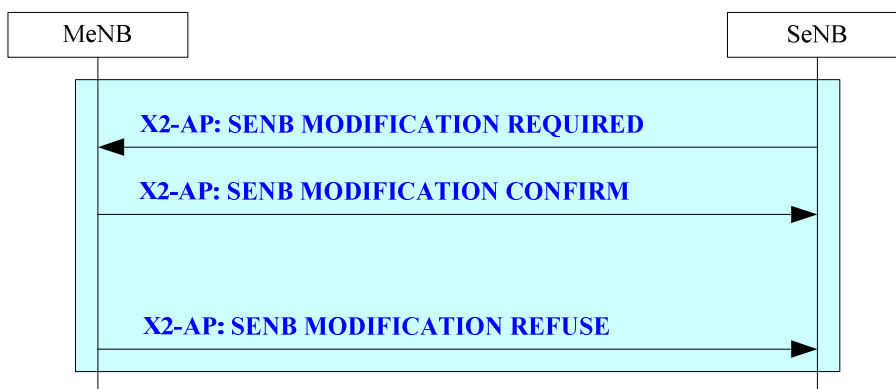 MeNB
SeNB
X2-AP: SENB MODIFICATION REQUIRED
X2-AP: SENB MODIFICATION CONFIRM
X2-AP: SENB MODIFICATION REFUSE